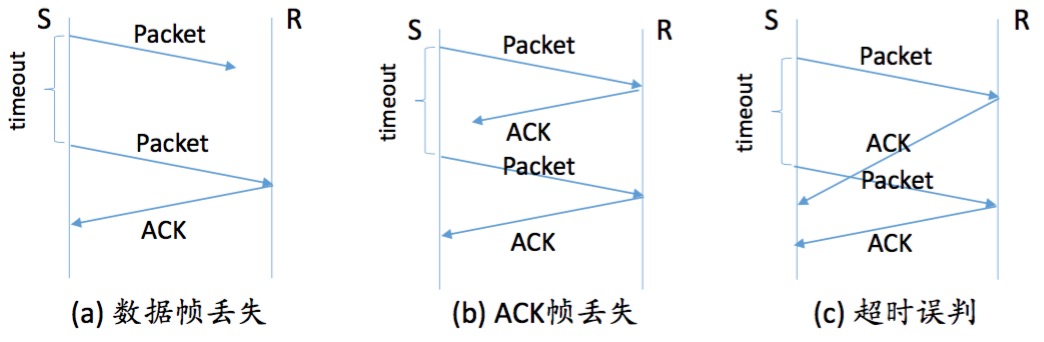 S
R
Packet
timeout
Packet
ACK
(a) 数据帧丢失
S
R
Packet
timeout
ACK
Packet
ACK
(b) ACK帧丢失
S
R
Packet
timeout
ACK
Packet
ACK
(c) 超时误判